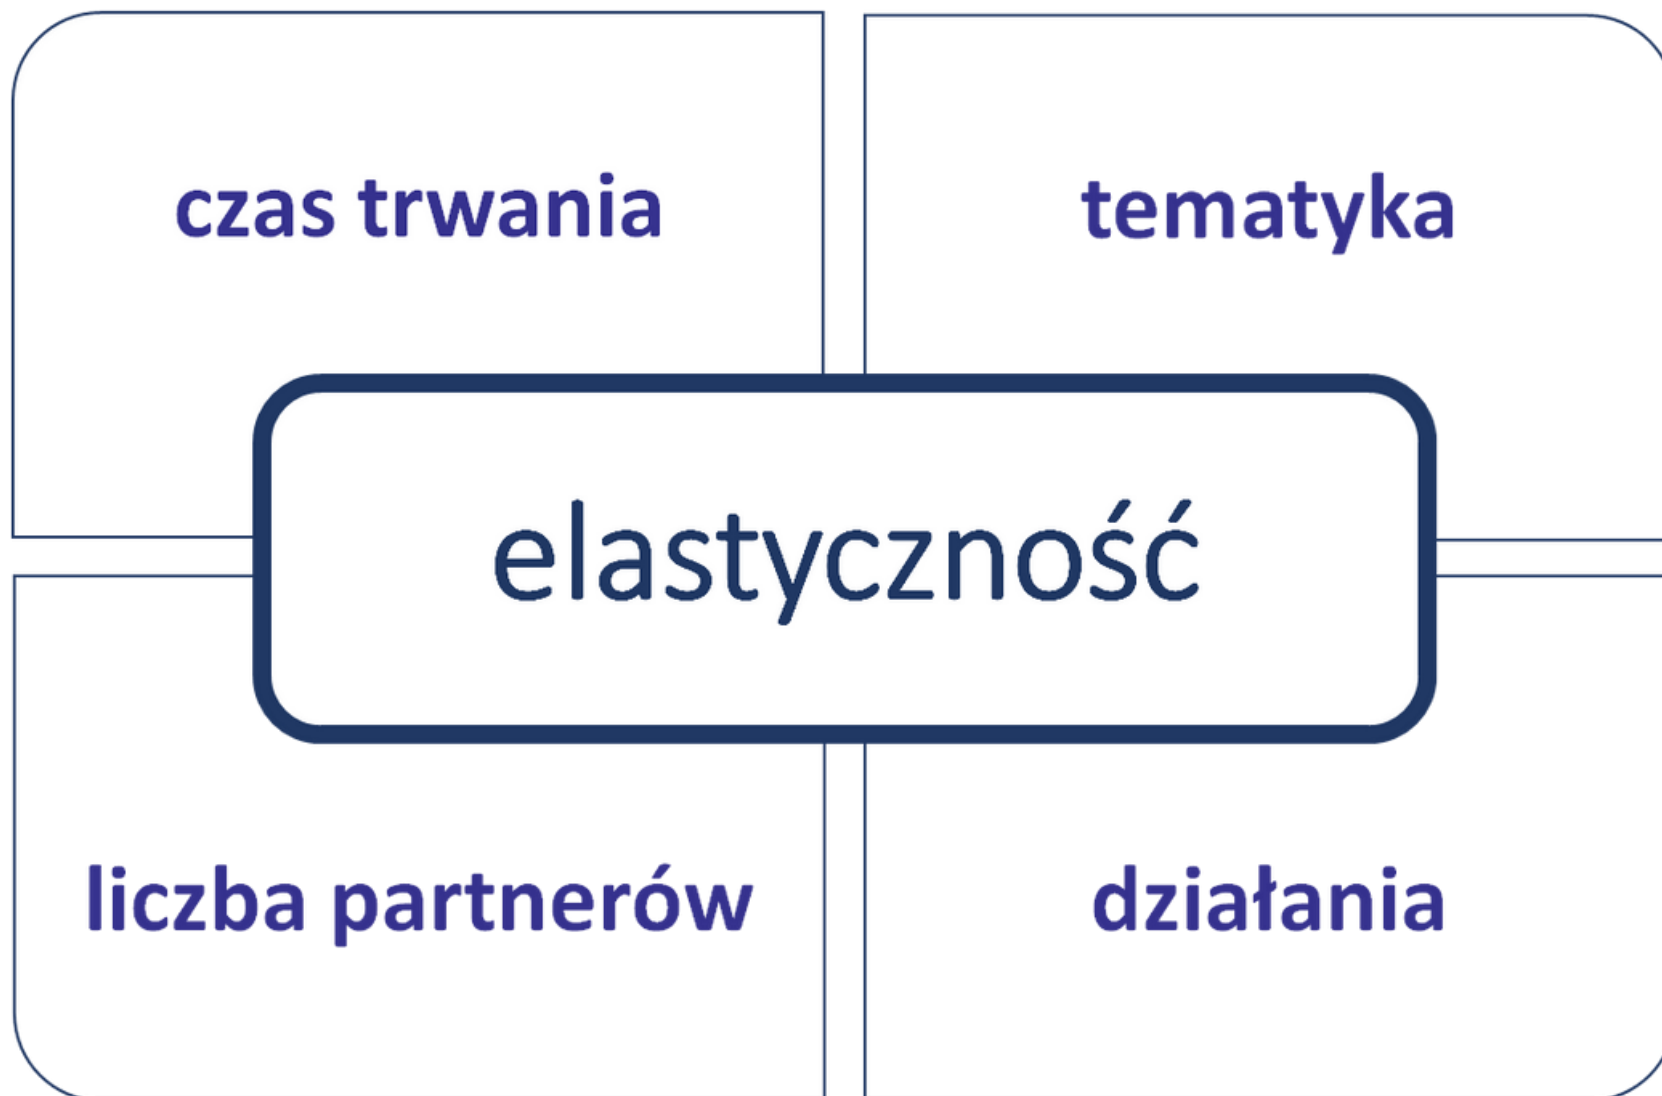 czas trwania
tematyka
elastyczność
liczba partnerów
działania